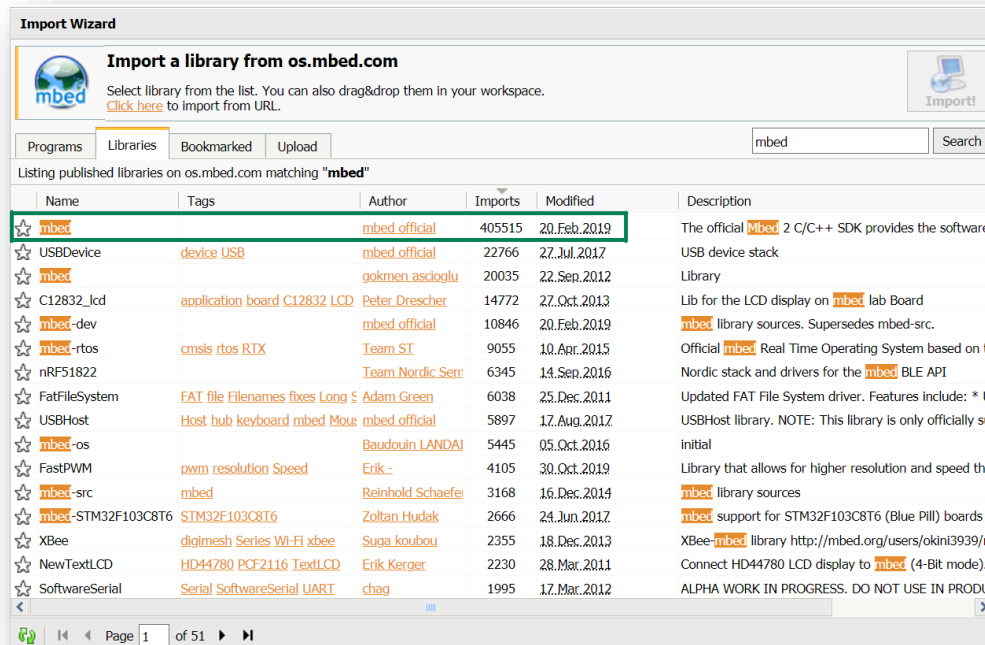 Import Wizard
mbed
Import a library from os.mbed.com
Select library from the list. You can also drag&drop them in your workspace.
Click here to import from URL.
Import!
Programs Libraries Bookmarked Upload mbed Search
Listing published libraries on os.mbed.com matching "mbed"
Name Tags Author Imports Modified Description
mbed mbed official 405515 20 Feb 2019 The official Mbed 2 C/C++ SDK provides the software
USBDevice device USB mbed official 22766 27 Jul 2017 USB device stack
mbed gokmen ascioglu 20035 22 Sep 2012 Library
C12832_lcd application board C12832 LCD Peter Drescher 14772 27 Oct 2013 Lib for the LCD display on mbed lab Board
mbed-dev mbed official 10846 20 Feb 2019 mbed library sources. Supersedes mbed-src.
mbed-rtos cmsis rtos RTX Team ST 9055 10 Apr 2015 Official mbed Real Time Operating System based on
nRF51822 Team Nordic Sem 6345 14 Sep 2016 Nordic stack and drivers for the mbed BLE API
FatFileSystem FAT file Filenames fixes Long Adam Green 6038 25 Dec 2011 Updated FAT File System driver. Features include: *
USBHost Host hub keyboard mbed Mou mbed official 5897 17 Aug 2017 USBHost library. NOTE: This library is only officially
mbed-os Baudouin LANDAI 5445 05 Oct 2016 initial
FastPWM pwm resolution Speed Erik - 4105 30 Oct 2019 Library that allows for higher resolution and speed th
mbed-src mbed Reinhold Schaefe 3168 16 Dec 2014 mbed library sources
mbed-STM32F103C8T6 STM32F103C8T6 Zoltan Hudak 2666 24 Jun 2017 mbed support for STM32F103C8T6 (Blue Pill) boards
XBee digimesh Series Wi-Fi xbee Suga koubou 2355 18 Dec 2013 XBee-mbed library http://mbed.org/users/okini3939/
NewTextLCD HD44780 PCF2116 TextLCD Erik Kerger 2230 28 Mar 2011 Connect HD44780 LCD display to mbed (4-Bit mode).
SoftwareSerial Serial SoftwareSerial UART chag 1995 17 Mar 2012 ALPHA WORK IN PROGRESS. DO NOT USE IN PRODU
Page 1 of 51